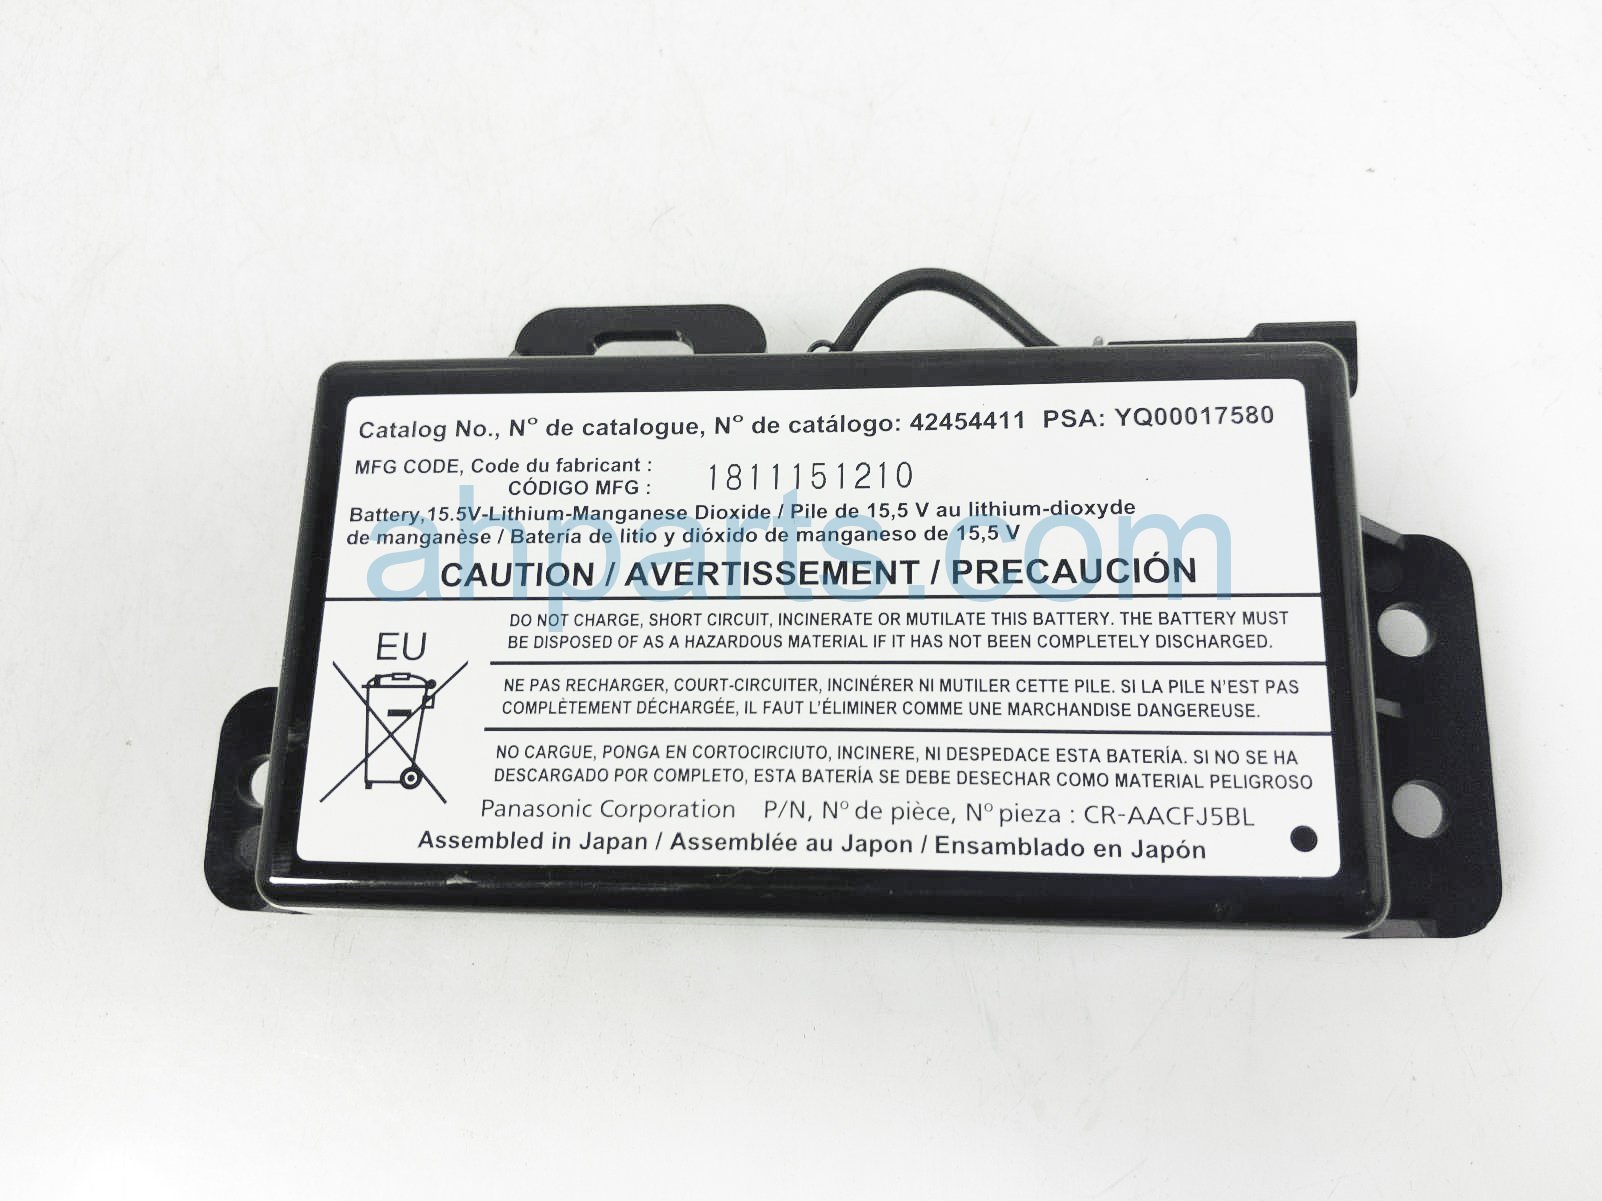 Catalog No., Nº de catalogue, Nº de catálogo: 42454411 PSA: YQ00017580
MFG CODE, Code du fabricant :
CÓDIGO MFG :
1811151210
Battery,15.5V-Lithium-Manganese Dioxide / Pile de 15,5 V au lithium-dioxyde
de manganèse / Batería de litio y dióxido de manganeso de 15,5 V
ahparts.com
CAUTION / AVERTISSEMENT / PRECAUCIÓN
EU
DO NOT CHARGE, SHORT CIRCUIT, INCINERATE OR MUTILATE THIS BATTERY. THE BATTERY MUST
BE DISPOSED OF AS A HAZARDOUS MATERIAL IF IT HAS NOT BEEN COMPLETELY DISCHARGED.
NE PAS RECHARGER, COURT-CIRCUITER, INCINÉRER NI MUTILER CETTE PILE. SI LA PILE N'EST PAS
COMPLÈTEMENT DÉCHARGÉE, IL FAUT L'ÉLIMINER COMME UNE MARCHANDISE DANGEREUSE.
NO CARGUE, PONGA EN CORTOCIRCIUTO, INCINERE, NI DESPEDACE ESTA BATERÍA. SI NO SE HA
DESCARGADO POR COMPLETO, ESTA BATERÍA SE DEBE DESECHAR COMO MATERIAL PELIGROSO
Panasonic Corporation P/N, Nº de pièce, Nº pieza : CR-AACFJ5BL
Assembled in Japan / Assemblée au Japon / Ensamblado en Japón